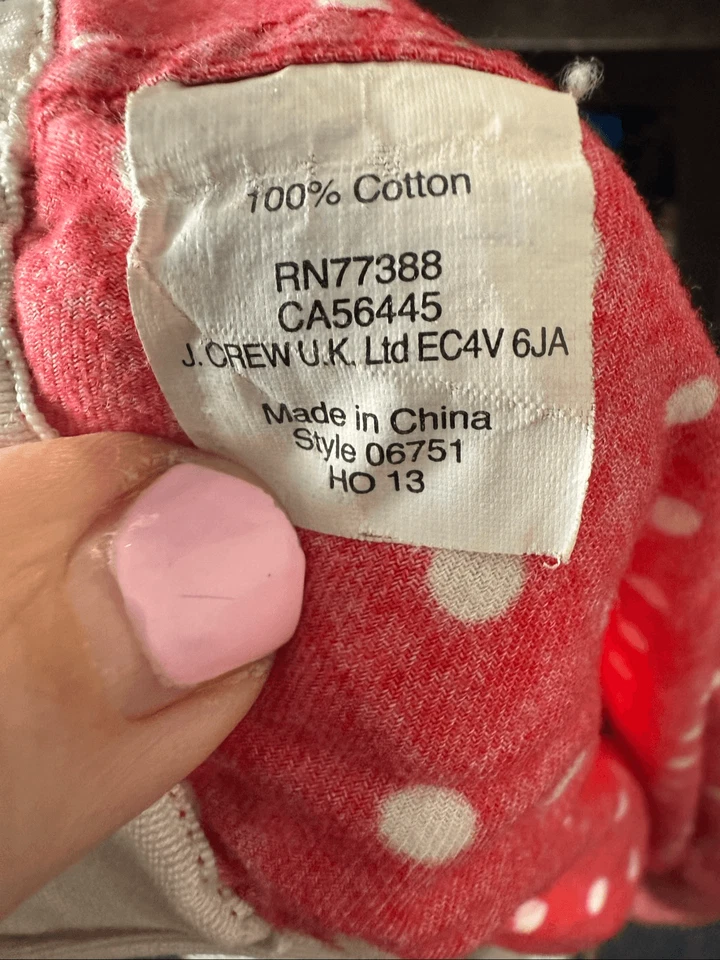 100% Cotton
RN77388
CA56445
J. CREW U.K. Ltd EC4V 6JA
Made in China
Style 06751
HO 13